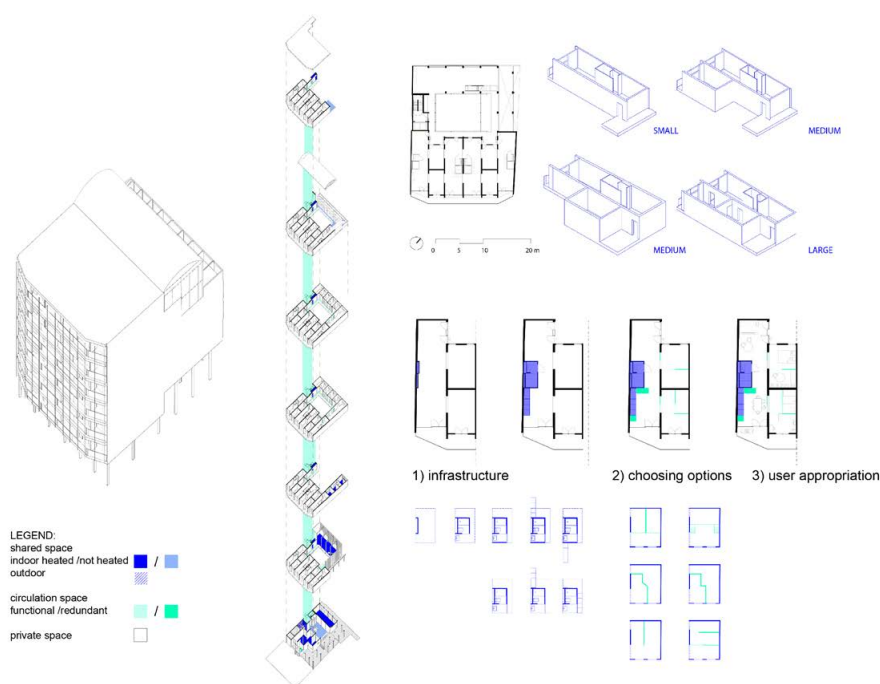 SMALL
MEDIUM
0 5 10 20 m
MEDIUM
LARGE
1) infrastructure
2) choosing options
3) user appropriation
LEGEND:
shared space
indoor heated /not heated /
outdoor
circulation space
functional /redundant /
private space